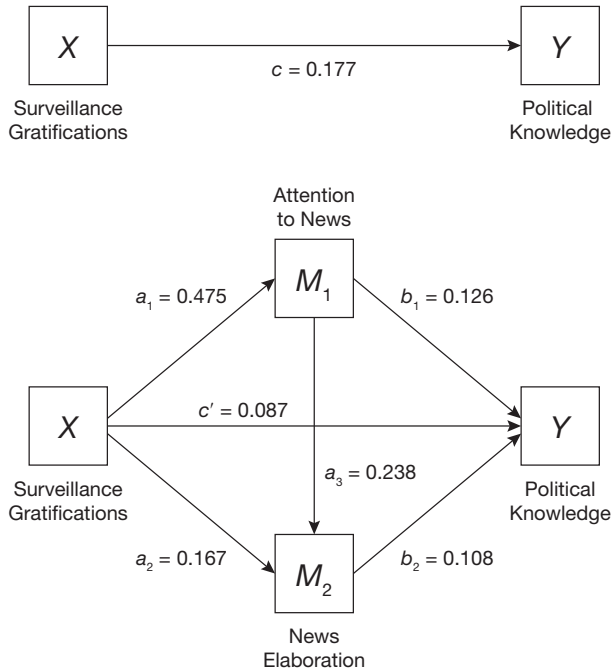 X
Y
c = 0.177
Surveillance
Gratifications
Political
Knowledge
Attention
to News
M₁
a₁ = 0.475
b₁ = 0.126
X
c′ = 0.087
Y
Surveillance
Gratifications
a₃ = 0.238
Political
Knowledge
a₂ = 0.167
M₂
b₂ = 0.108
News
Elaboration